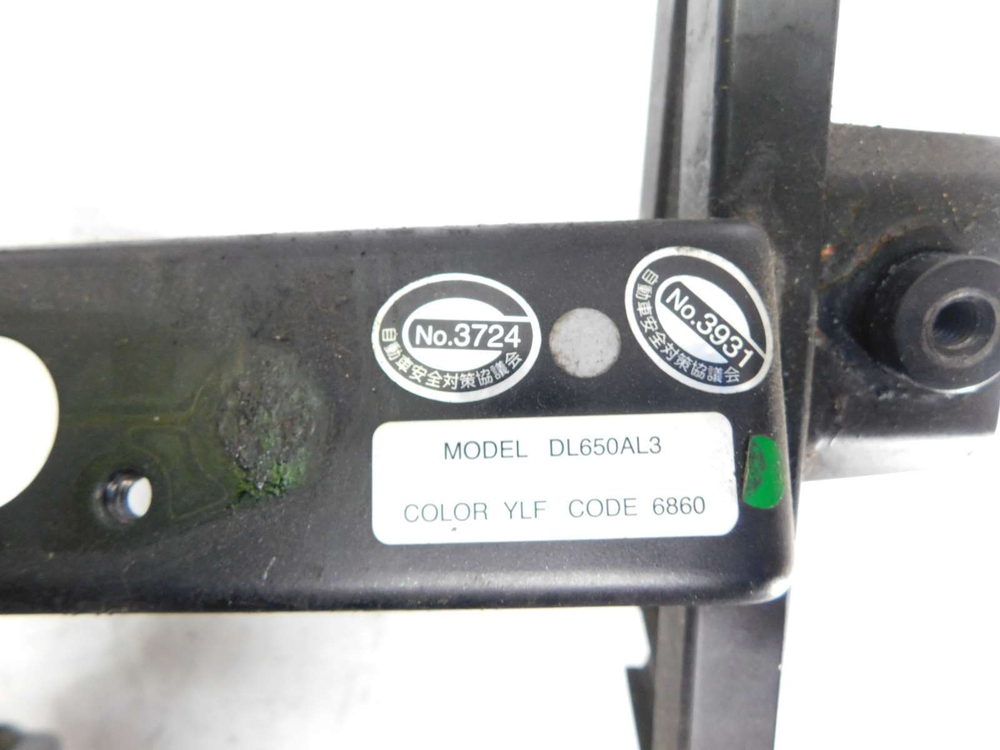 No.3724
自動車安全対策協議会
No.3931
自動車安全対策協議会
MODEL DL650AL3
COLOR YLF CODE 6860